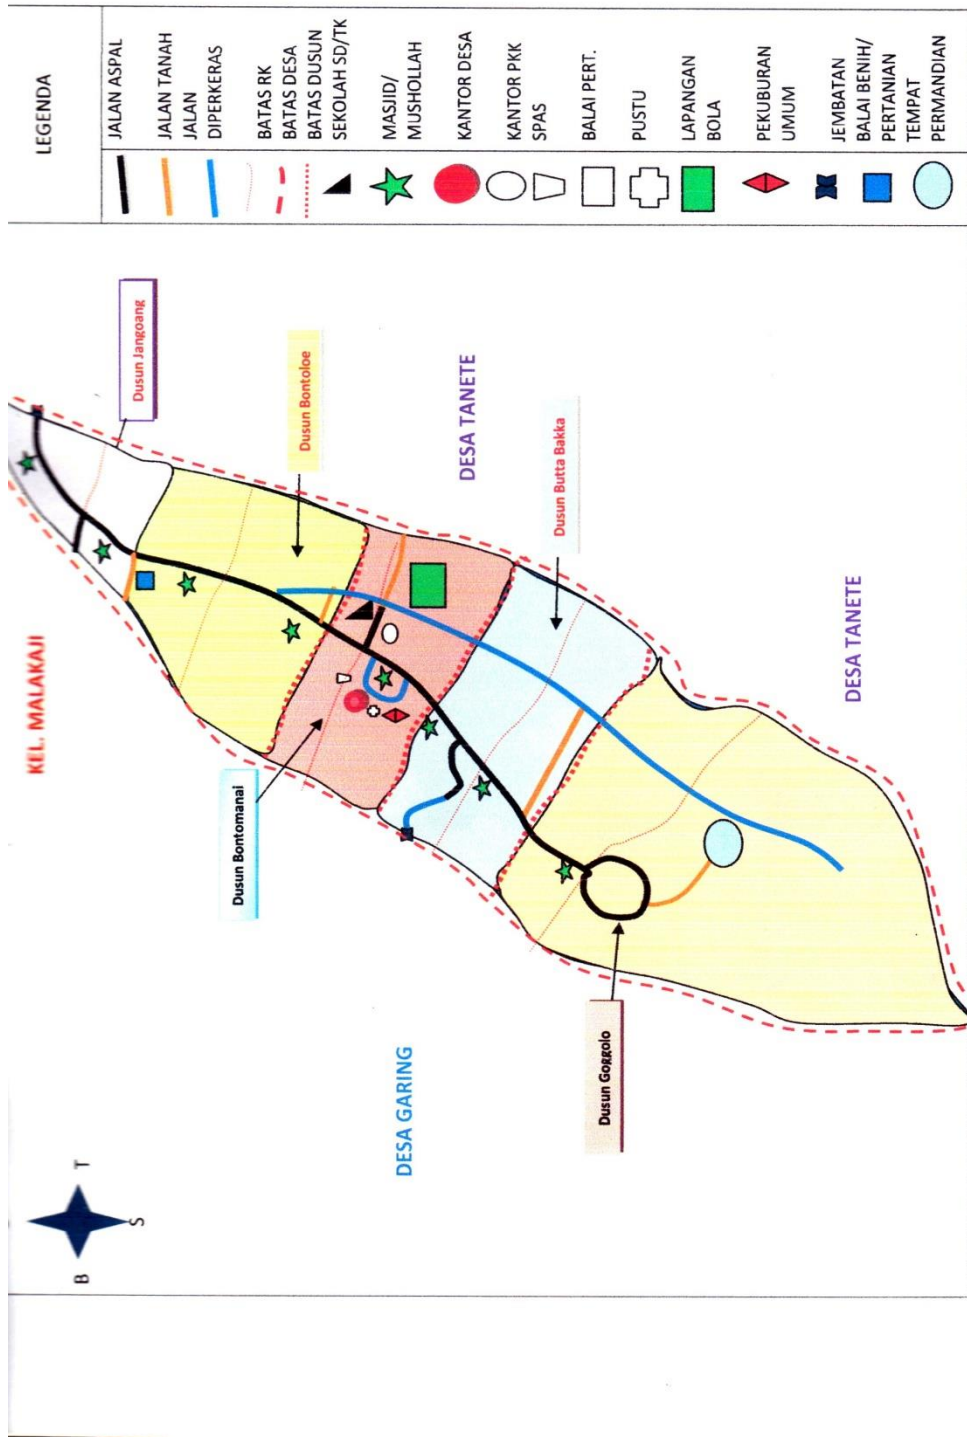 LEGENDA
JALAN ASPAL
JALAN TANAH
JALAN
DIPERKERAS
BATAS RK
BATAS DESA
BATAS DUSUN
SEKOLAH SD/TK
MASJID/
MUSHOLLAH
KANTOR DESA
KANTOR PKK
SPAS
BALAI PERT.
PUSTU
LAPANGAN
BOLA
PEKUBURAN
UMUM
JEMBATAN
BALAI BENIH/
PERTANIAN
TEMPAT
PERMANDIAN
KEL. MALAKAJI
Dusun Jangoang
Dusun Bontoloe
DESA TANETE
Dusun Butta Bakka
DESA TANETE
Dusun Bontomanai
DESA GARING
Dusun Goggolo
B
T
S